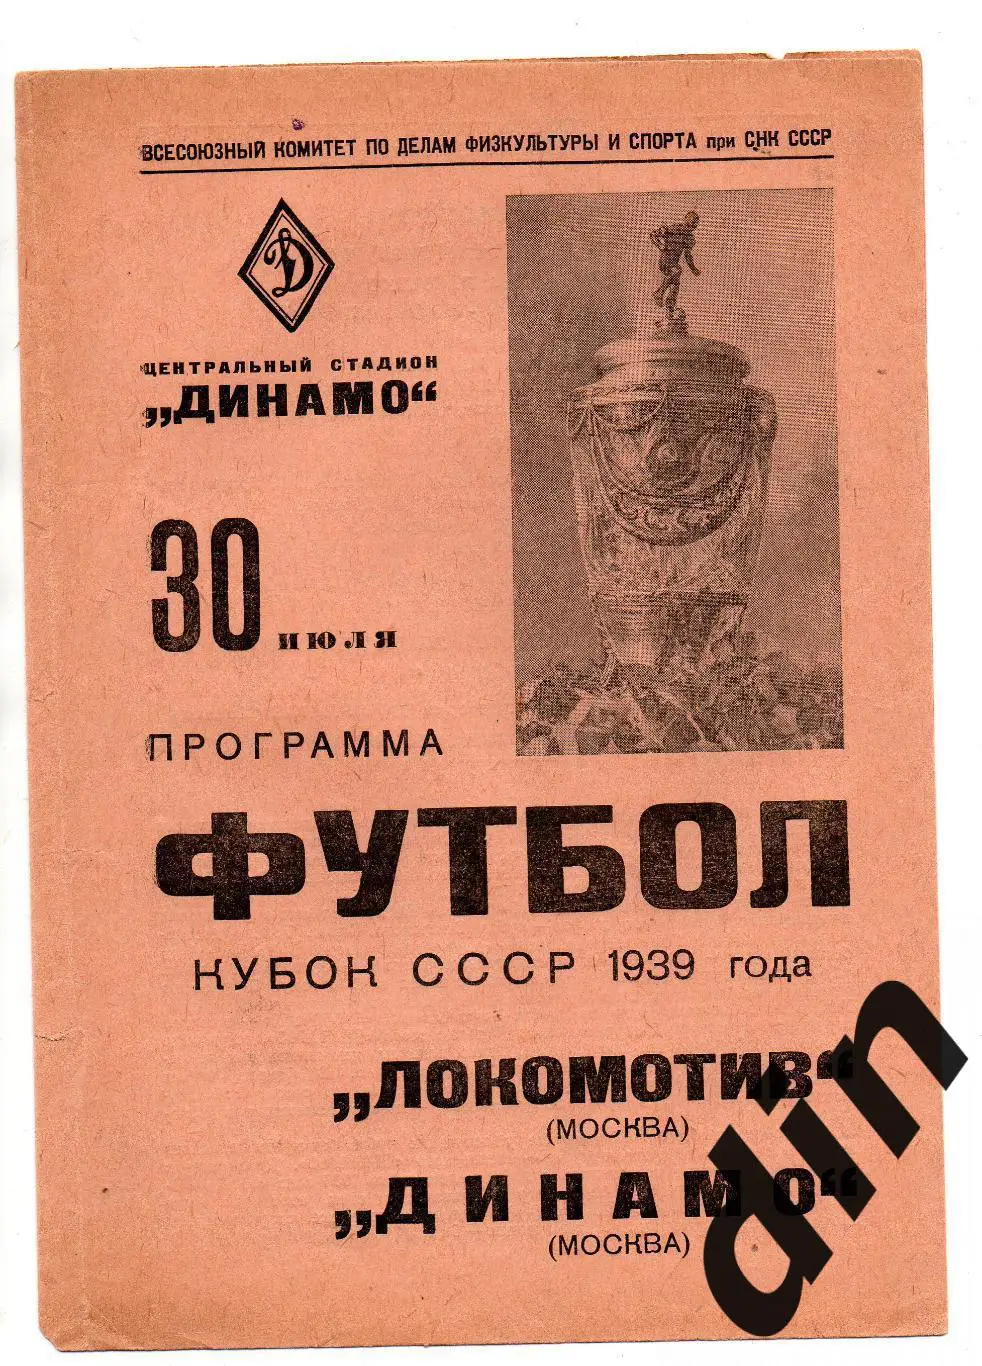 ВСЕСОЮЗНЫЙ КОМИТЕТ ПО ДЕЛАМ ФИЗКУЛЬТУРЫ И СПОРТА при СНК СССР
Д
ЦЕНТРАЛЬНЫЙ СТАДИОН
„ДИНАМО“
30 ИЮЛЯ
ПРОГРАММА
ФУТБОЛ
КУБОК СССР 1939 года
„ЛОКОМОТИВ“
(МОСКВА)
„ДИНАМО“
(МОСКВА)
din